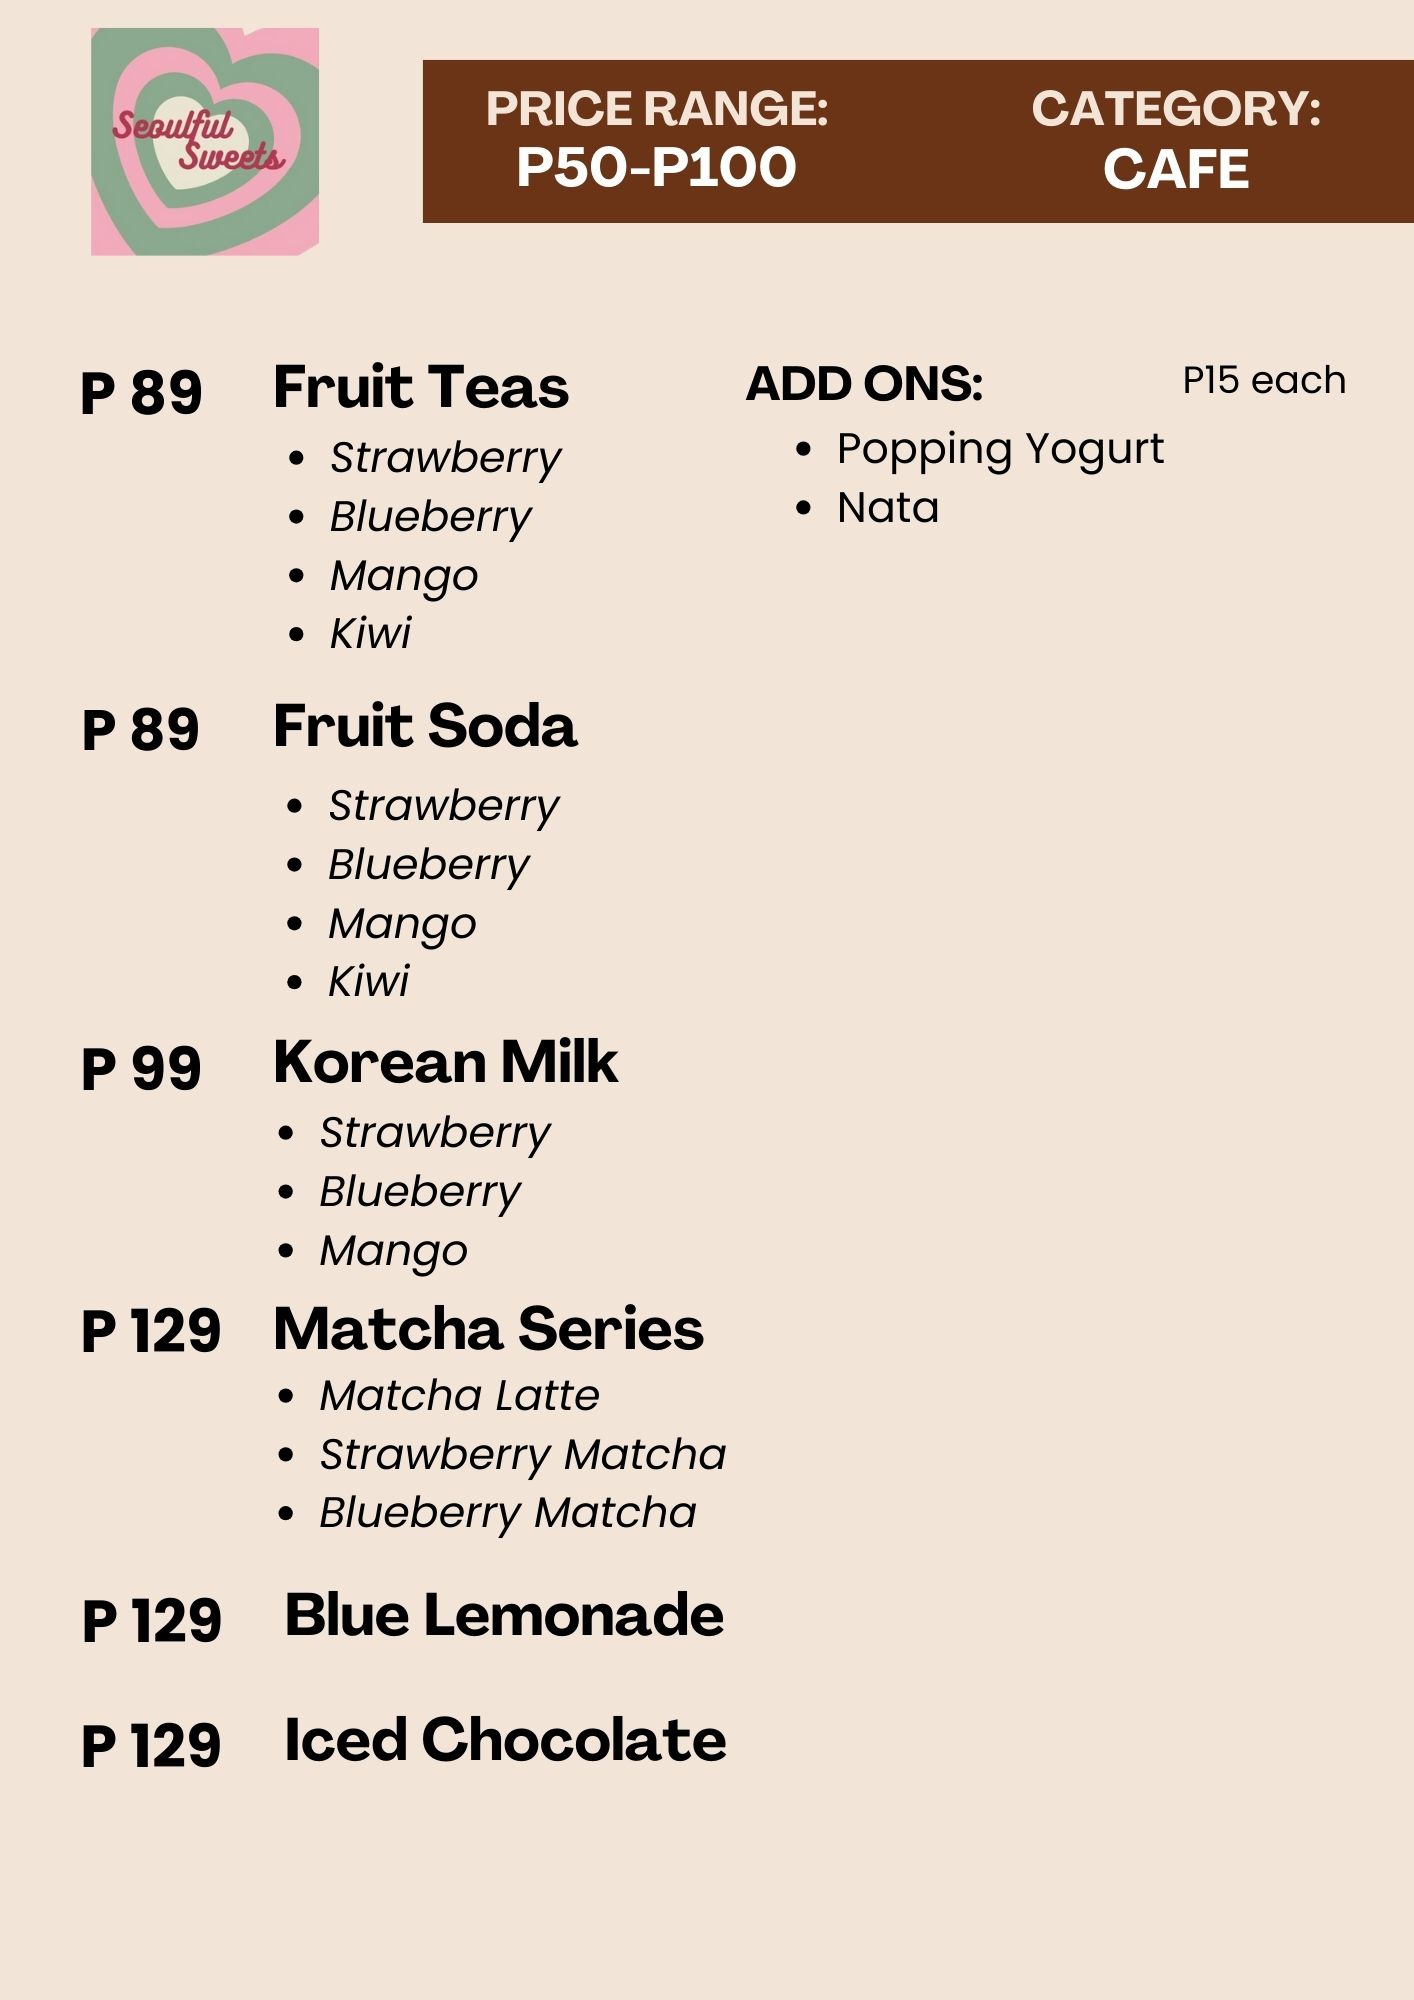 Seoulful
Sweets
PRICE RANGE:
P50-P100
CATEGORY:
CAFE
P 89 Fruit Teas
• Strawberry
• Blueberry
• Mango
• Kiwi
ADD ONS: P15 each
• Popping Yogurt
• Nata
P 89 Fruit Soda
• Strawberry
• Blueberry
• Mango
• Kiwi
P 99 Korean Milk
• Strawberry
• Blueberry
• Mango
P 129 Matcha Series
• Matcha Latte
• Strawberry Matcha
• Blueberry Matcha
P 129 Blue Lemonade
P 129 Iced Chocolate